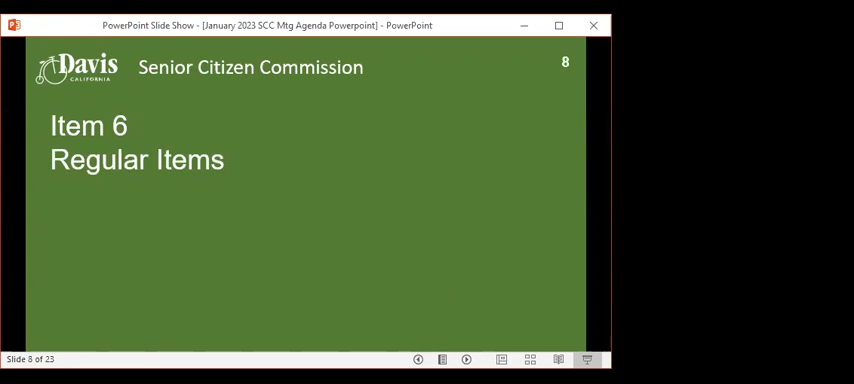 PowerPoint Slide Show - [January 2023 SCC Mtg Agenda Powerpoint] - PowerPoint
Davis
CALIFORNIA
Senior Citizen Commission
8
Item 6
Regular Items
Slide 8 of 23